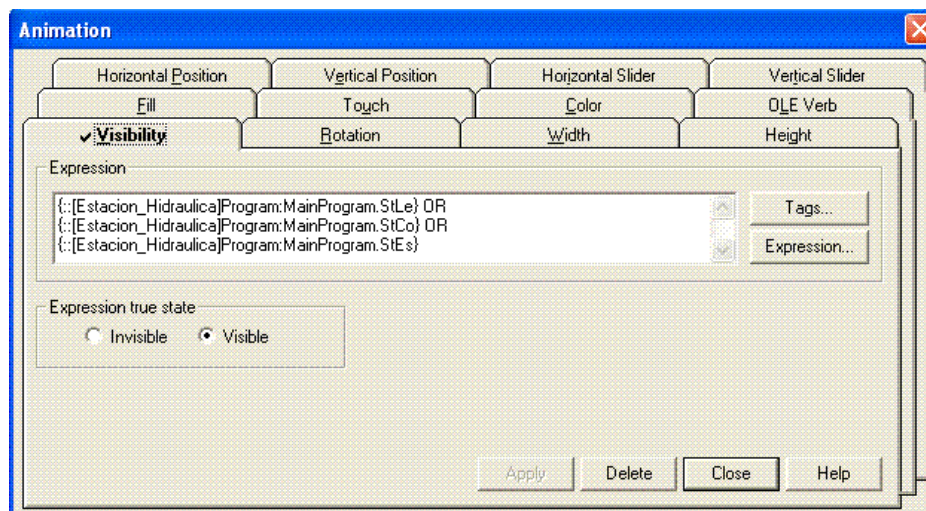 Animation
Horizontal Position Vertical Position Horizontal Slider Vertical Slider
Fill Touch Color OLE Verb
Visibility Rotation Width Height
Expression
{::[Estacion_Hidraulica]Program:MainProgram.StLe} OR
{::[Estacion_Hidraulica]Program:MainProgram.StCo} OR
{::[Estacion_Hidraulica]Program:MainProgram.StEs}
Tags...
Expression...
Expression true state
Invisible Visible
Apply Delete Close Help